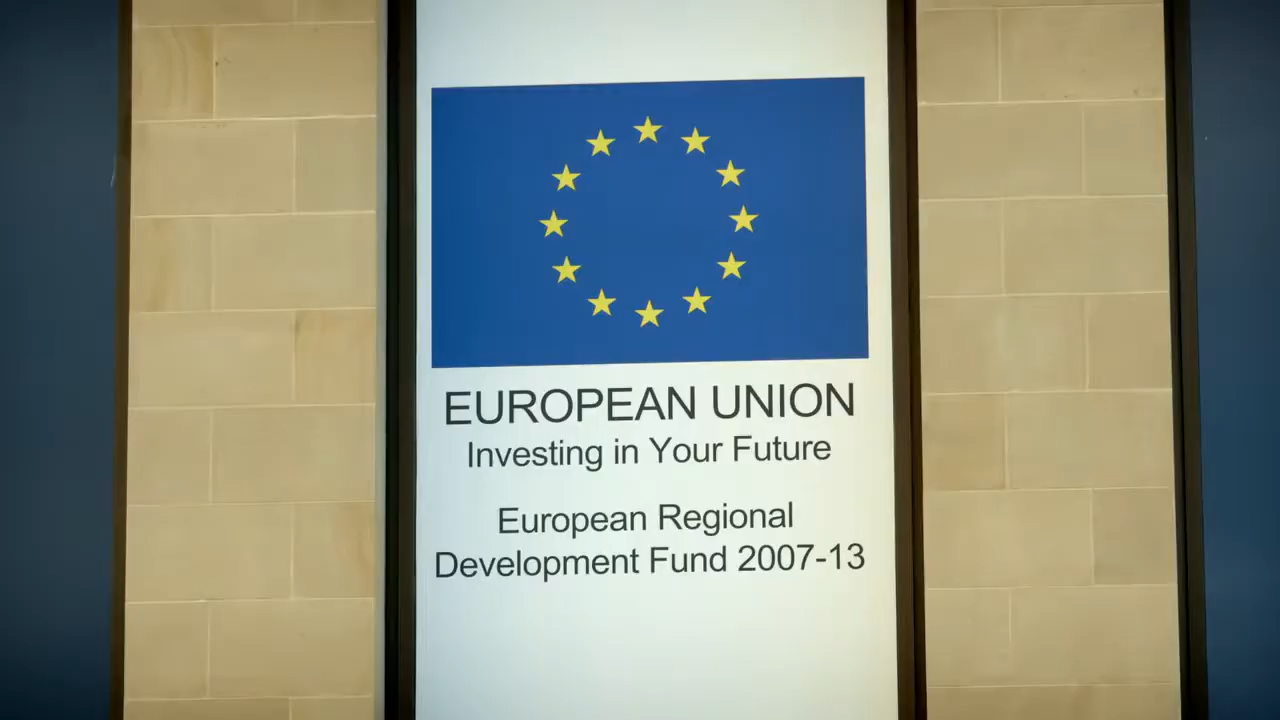 EUROPEAN UNION
Investing in Your Future
European Regional
Development Fund 2007-13